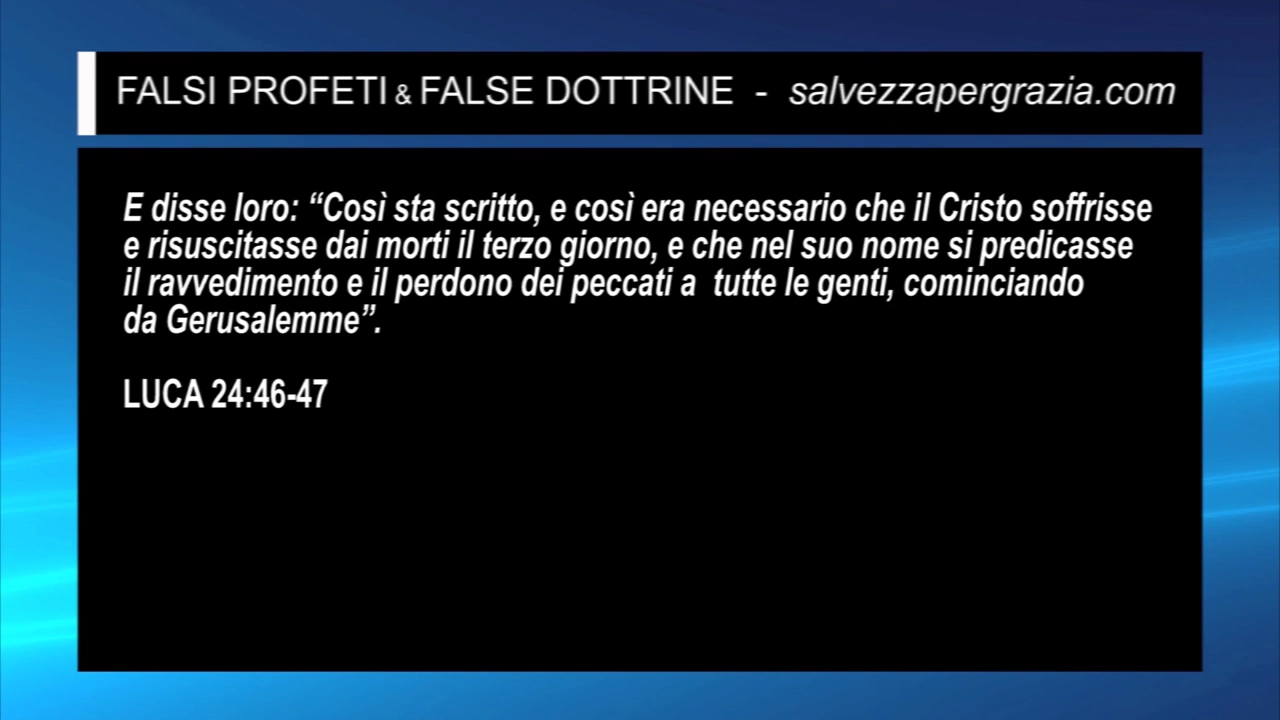 FALSI PROFETI & FALSE DOTTRINE - salvezzapergrazia.com
E disse loro: “Così sta scritto, e così era necessario che il Cristo soffrisse
e risuscitasse dai morti il terzo giorno, e che nel suo nome si predicasse
il ravvedimento e il perdono dei peccati a  tutte le genti, cominciando
da Gerusalemme”.
LUCA 24:46-47